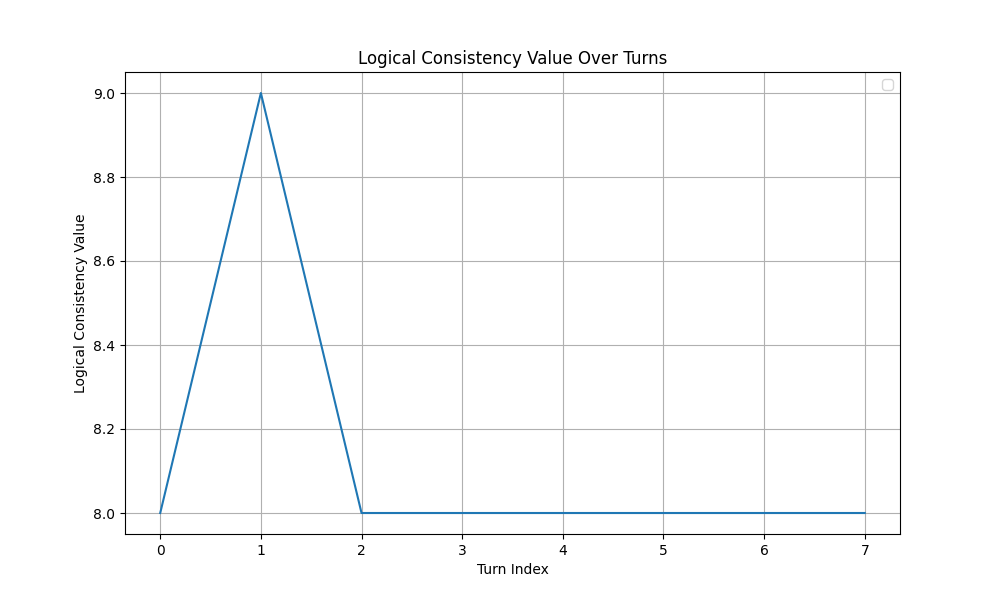 Logical Consistency Value Over Turns
9.0
8.8
8.6
8.4
8.2
8.0
Logical Consistency Value
0 1 2 3 4 5 6 7
Turn Index